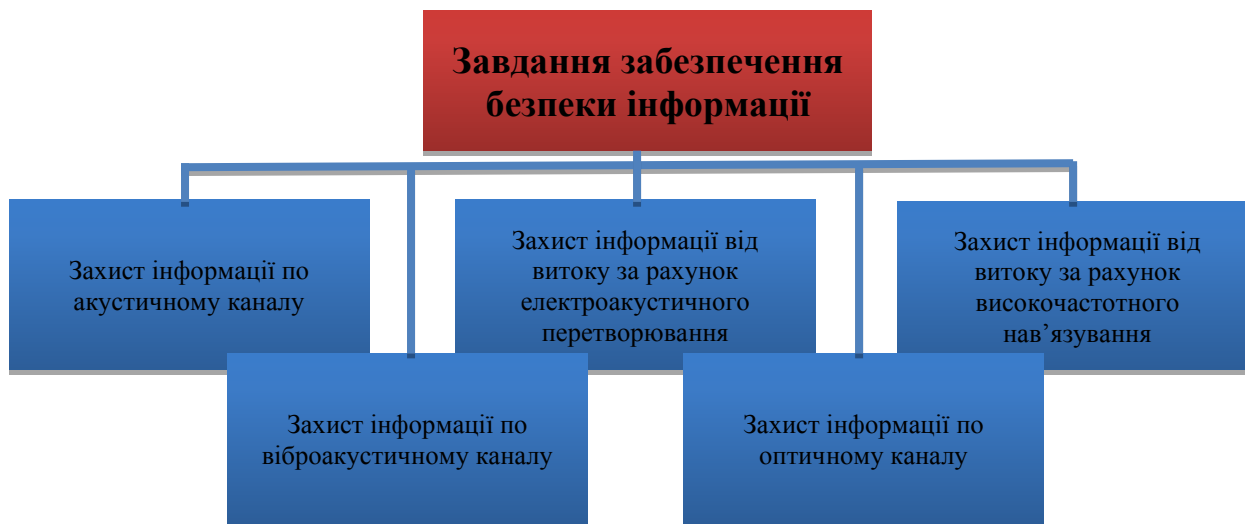 Завдання забезпечення
безпеки інформації
Захист інформації по
акустичному каналу
Захист інформації від
витоку за рахунок
електроакустичного
перетворювання
Захист інформації від
витоку за рахунок
високочастотного
нав’язування
Захист інформації по
віброакустичному каналу
Захист інформації по
оптичному каналу